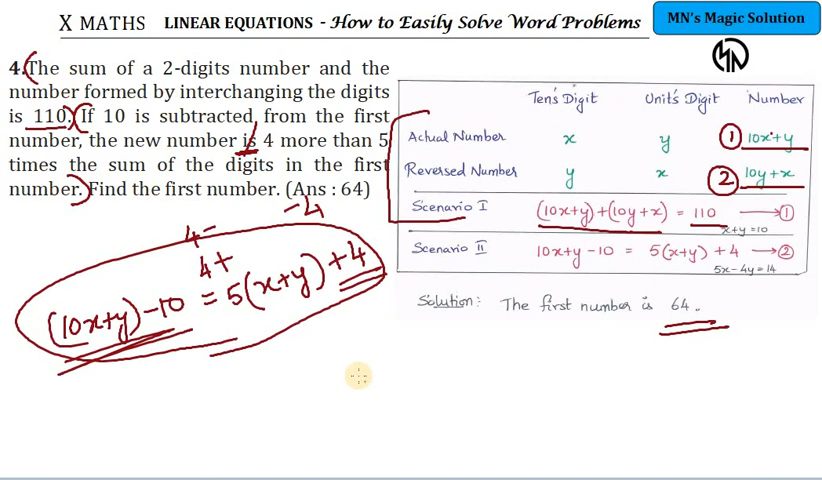 X MATHS LINEAR EQUATIONS - How to Easily Solve Word Problems
MN's Magic Solution
MN
4. The sum of a 2-digits number and the
number formed by interchanging the digits
is 110. If 10 is subtracted from the first
number, the new number is 4 more than 5
times the sum of the digits in the first
number. Find the first number. (Ans : 64)
-4
4-
4+
(10x+y)-10 = 5(x+y) +4
Ten's Digit Unit's Digit Number
Actual Number x y ① 10x+y
Reversed Number y x ② 10y+x
Scenario I (10x+y)+(10y+x) = 110 → ①
x+y=10
Scenario II 10x+y-10 = 5(x+y) + 4 → ②
5x-4y=14
Solution: The first number is 64.